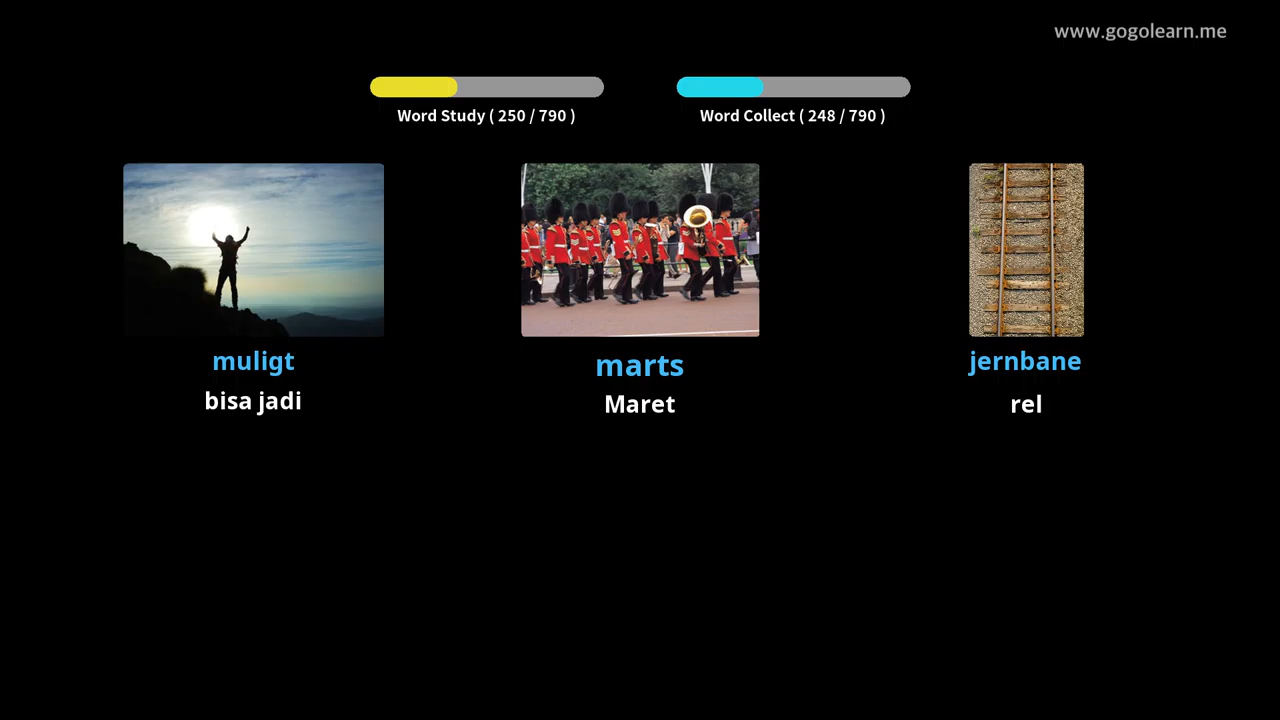 www.gogolearn.me
Word Study ( 250 / 790 )
Word Collect ( 248 / 790 )
muligt
marts
jernbane
bisa jadi
Maret
rel